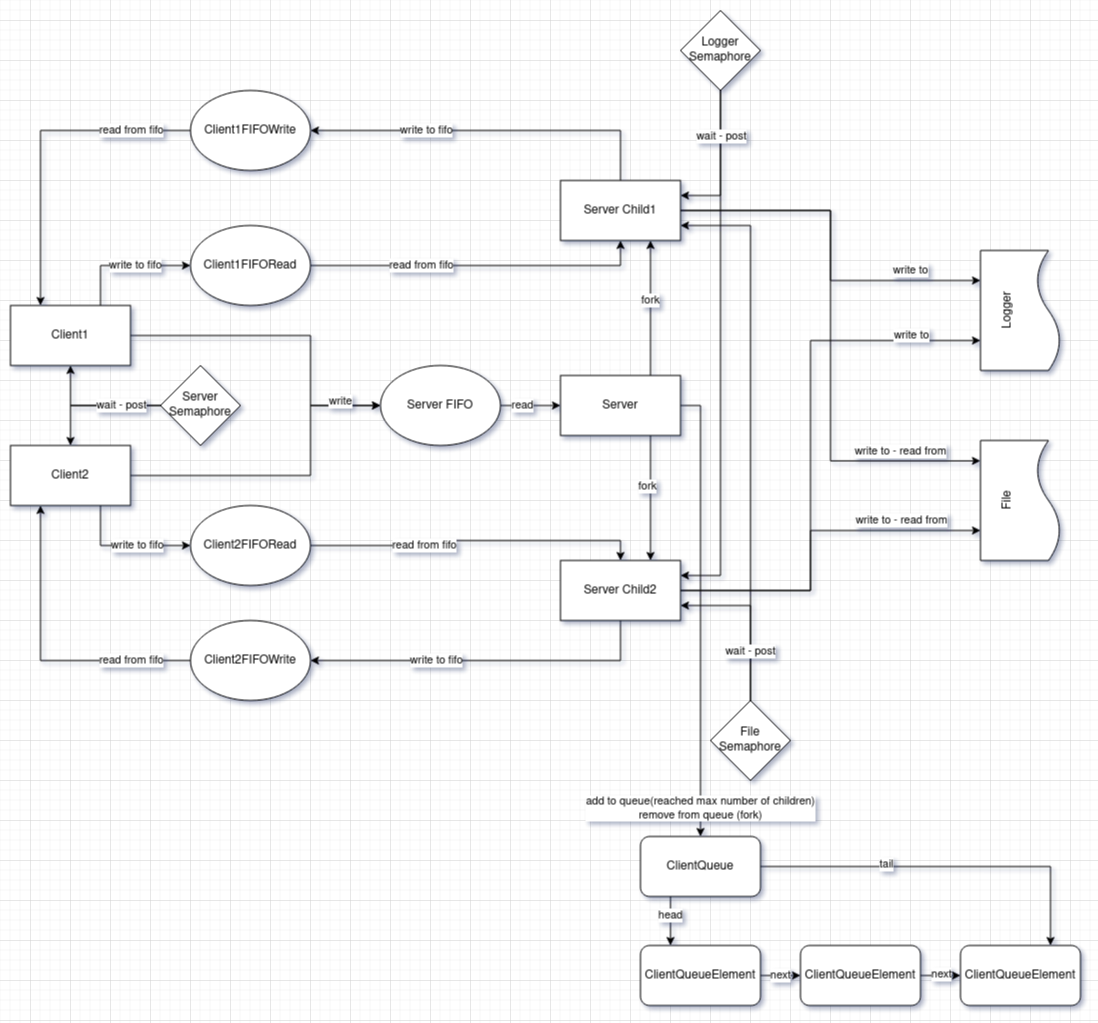 Logger
Semaphore
wait - post
read from fifo
Client1FIFOWrite
write to fifo
Server Child1
write to fifo
Client1FIFORead
read from fifo
write to
Logger
fork
Client1
write to
Server
Semaphore
wait - post
write
Server FIFO
read
Server
Client2
write to - read from
File
fork
write to - read from
write to fifo
Client2FIFORead
read from fifo
Server Child2
read from fifo
Client2FIFOWrite
write to fifo
wait - post
File
Semaphore
add to queue(reached max number of children)
remove from queue (fork)
ClientQueue
tail
head
ClientQueueElement
next
ClientQueueElement
next
ClientQueueElement